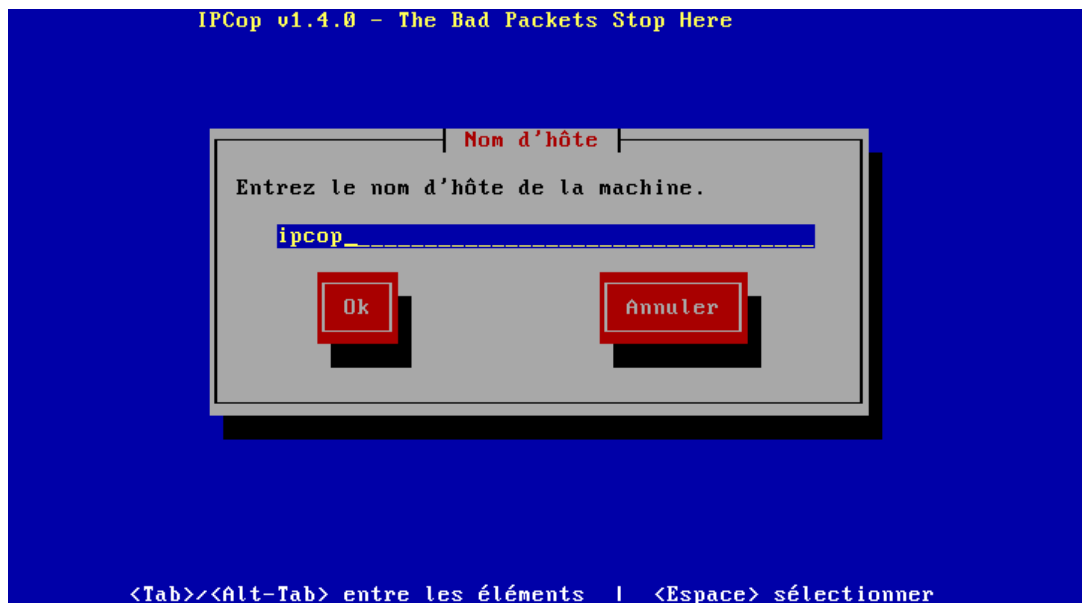 IPCop v1.4.0 - The Bad Packets Stop Here
Nom d'hôte
Entrez le nom d'hôte de la machine.
ipcop
Ok
Annuler
<Tab>/<Alt-Tab> entre les éléments | <Espace> sélectionner